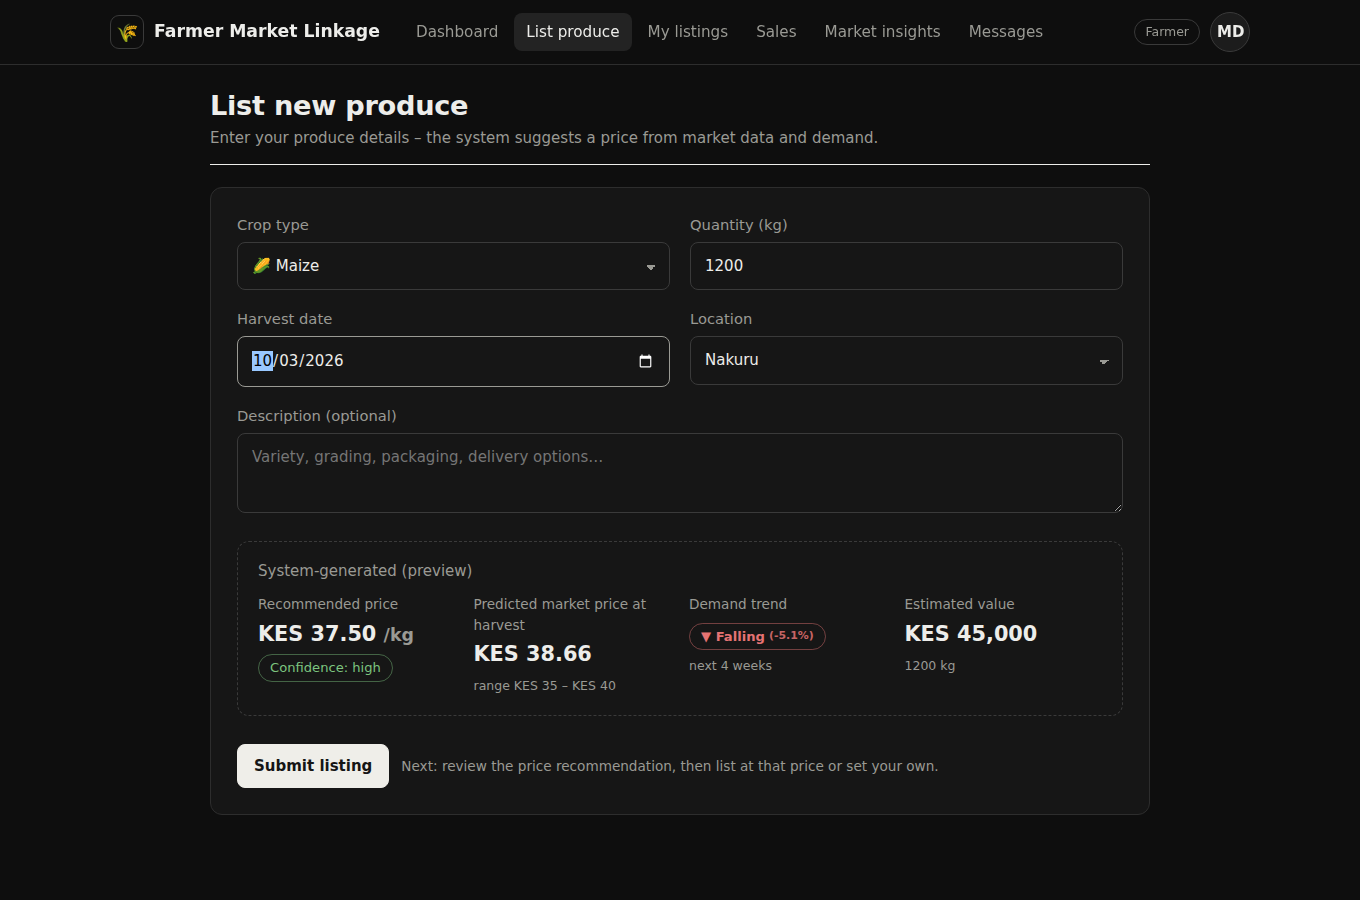 Farmer Market Linkage
Dashboard
List produce
My listings
Sales
Market insights
Messages
Farmer
MD
List new produce
Enter your produce details – the system suggests a price from market data and demand.
Crop type
Quantity (kg)
Maize
1200
Harvest date
Location
10/03/2026
Nakuru
Description (optional)
Variety, grading, packaging, delivery options…
System-generated (preview)
Recommended price
KES 37.50 /kg
Confidence: high
Predicted market price at
harvest
KES 38.66
range KES 35 – KES 40
Demand trend
▼ Falling (-5.1%)
next 4 weeks
Estimated value
KES 45,000
1200 kg
Submit listing
Next: review the price recommendation, then list at that price or set your own.